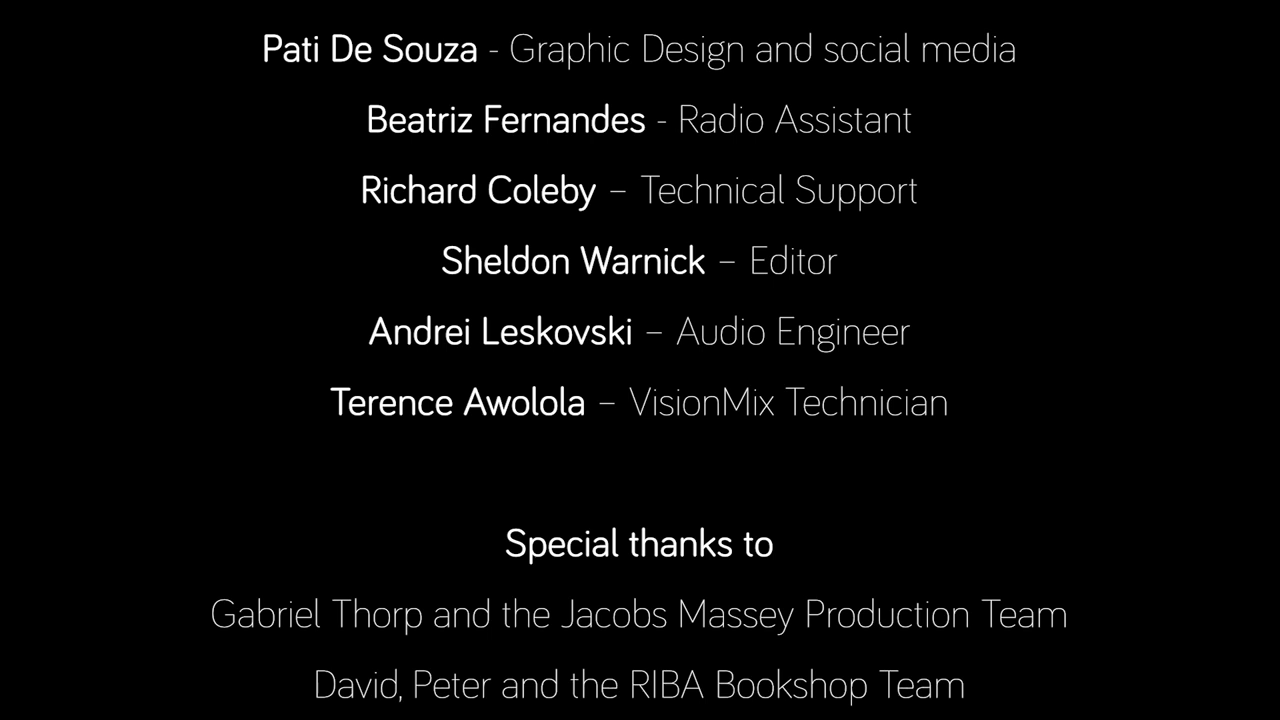 Pati De Souza - Graphic Design and social media
Beatriz Fernandes - Radio Assistant
Richard Coleby – Technical Support
Sheldon Warnick – Editor
Andrei Leskovski – Audio Engineer
Terence Awolola – VisionMix Technician
Special thanks to
Gabriel Thorp and the Jacobs Massey Production Team
David, Peter and the RIBA Bookshop Team